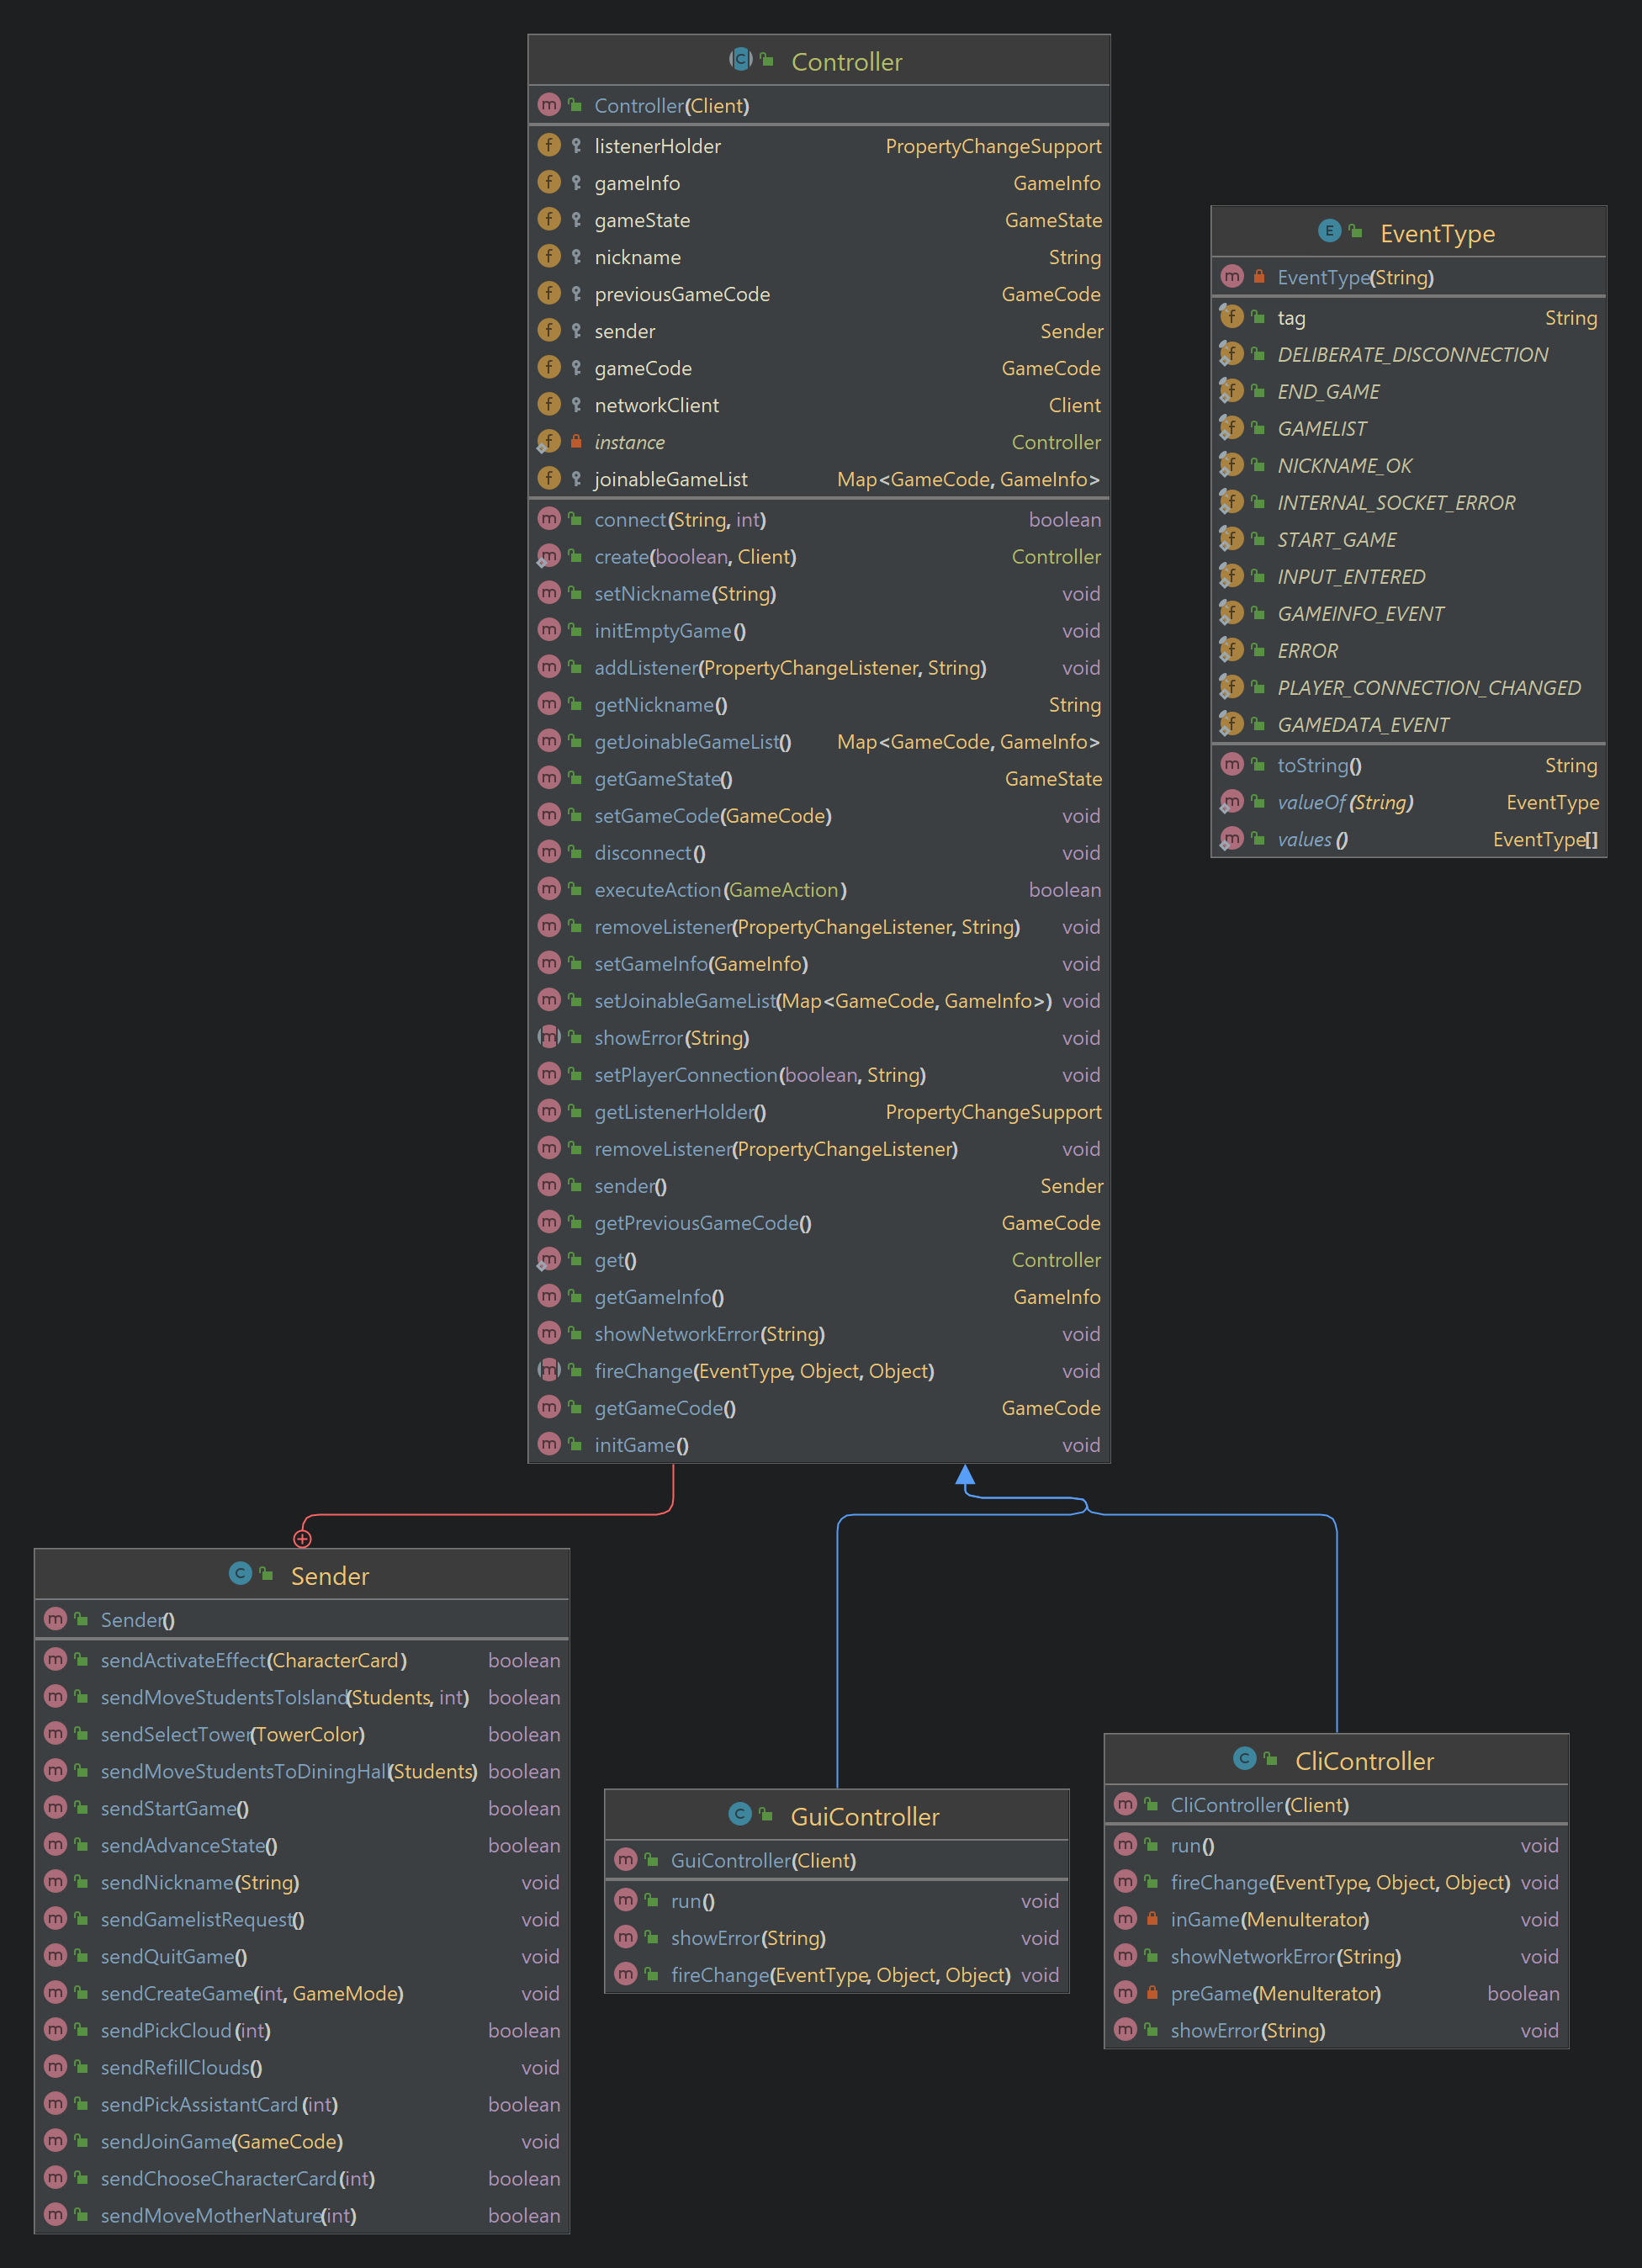 Controller
Controller(Client)
listenerHolder PropertyChangeSupport
gameInfo GameInfo
gameState GameState
nickname String
previousGameCode GameCode
sender Sender
gameCode GameCode
networkClient Client
instance Controller
joinableGameList Map<GameCode, GameInfo>
connect(String, int) boolean
create(boolean, Client) Controller
setNickname(String) void
initEmptyGame() void
addListener(PropertyChangeListener, String) void
getNickname() String
getJoinableGameList() Map<GameCode, GameInfo>
getGameState() GameState
setGameCode(GameCode) void
disconnect() void
executeAction(GameAction) boolean
removeListener(PropertyChangeListener, String) void
setGameInfo(GameInfo) void
setJoinableGameList(Map<GameCode, GameInfo>) void
showError(String) void
setPlayerConnection(boolean, String) void
getListenerHolder() PropertyChangeSupport
removeListener(PropertyChangeListener) void
sender() Sender
getPreviousGameCode() GameCode
get() Controller
getGameInfo() GameInfo
showNetworkError(String) void
fireChange(EventType, Object, Object) void
getGameCode() GameCode
initGame() void
EventType
EventType(String)
tag String
DELIBERATE_DISCONNECTION
END_GAME
GAMELIST
NICKNAME_OK
INTERNAL_SOCKET_ERROR
START_GAME
INPUT_ENTERED
GAMEINFO_EVENT
ERROR
PLAYER_CONNECTION_CHANGED
GAMEDATA_EVENT
toString() String
valueOf(String) EventType
values() EventType[]
Sender
Sender()
sendActivateEffect(CharacterCard) boolean
sendMoveStudentsToIsland(Students, int) boolean
sendSelectTower(TowerColor) boolean
sendMoveStudentsToDiningHall(Students) boolean
sendStartGame() boolean
sendAdvanceState() boolean
sendNickname(String) void
sendGamelistRequest() void
sendQuitGame() void
sendCreateGame(int, GameMode) void
sendPickCloud(int) boolean
sendRefillClouds() void
sendPickAssistantCard(int) boolean
sendJoinGame(GameCode) void
sendChooseCharacterCard(int) boolean
sendMoveMotherNature(int) boolean
GuiController
GuiController(Client)
run() void
showError(String) void
fireChange(EventType, Object, Object) void
CliController
CliController(Client)
run() void
fireChange(EventType, Object, Object) void
inGame(MenuIterator) void
showNetworkError(String) void
preGame(MenuIterator) boolean
showError(String) void